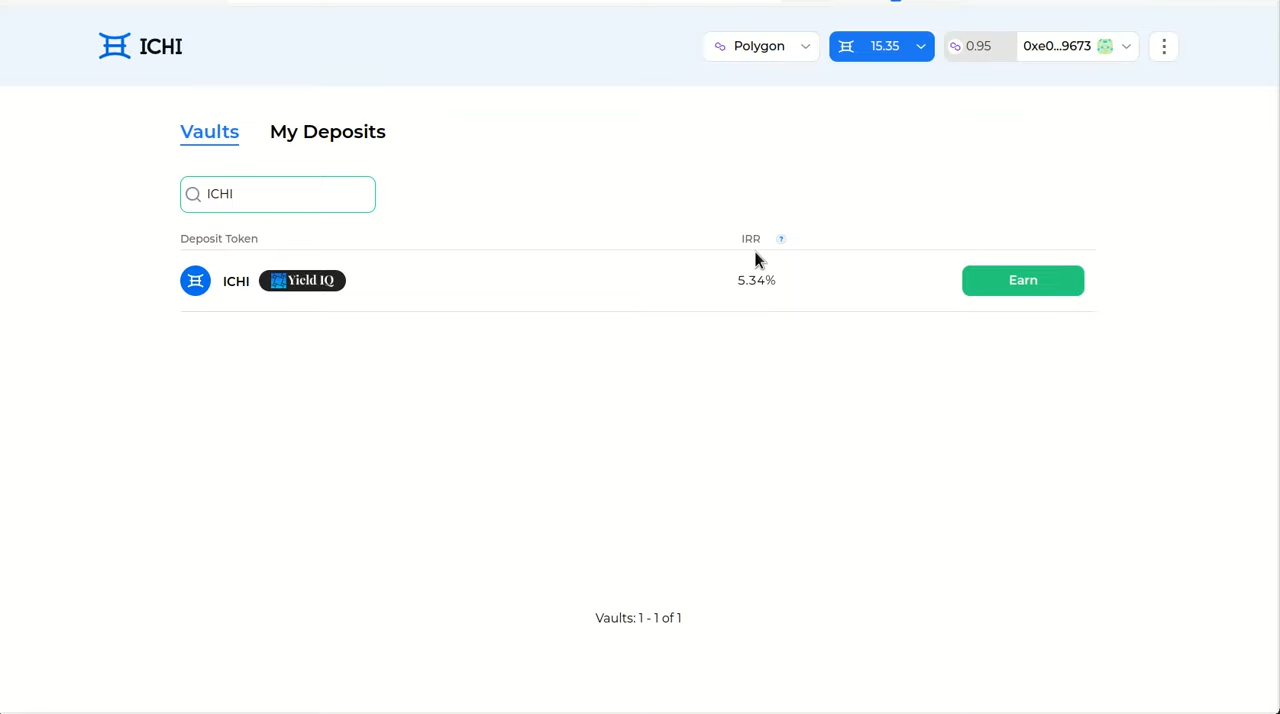 ICHI Polygon 15.35 0.95 0xe0...9673
Vaults My Deposits
ICHI
Deposit Token IRR ?
ICHI Yield IQ 5.34% Earn
Vaults: 1 - 1 of 1